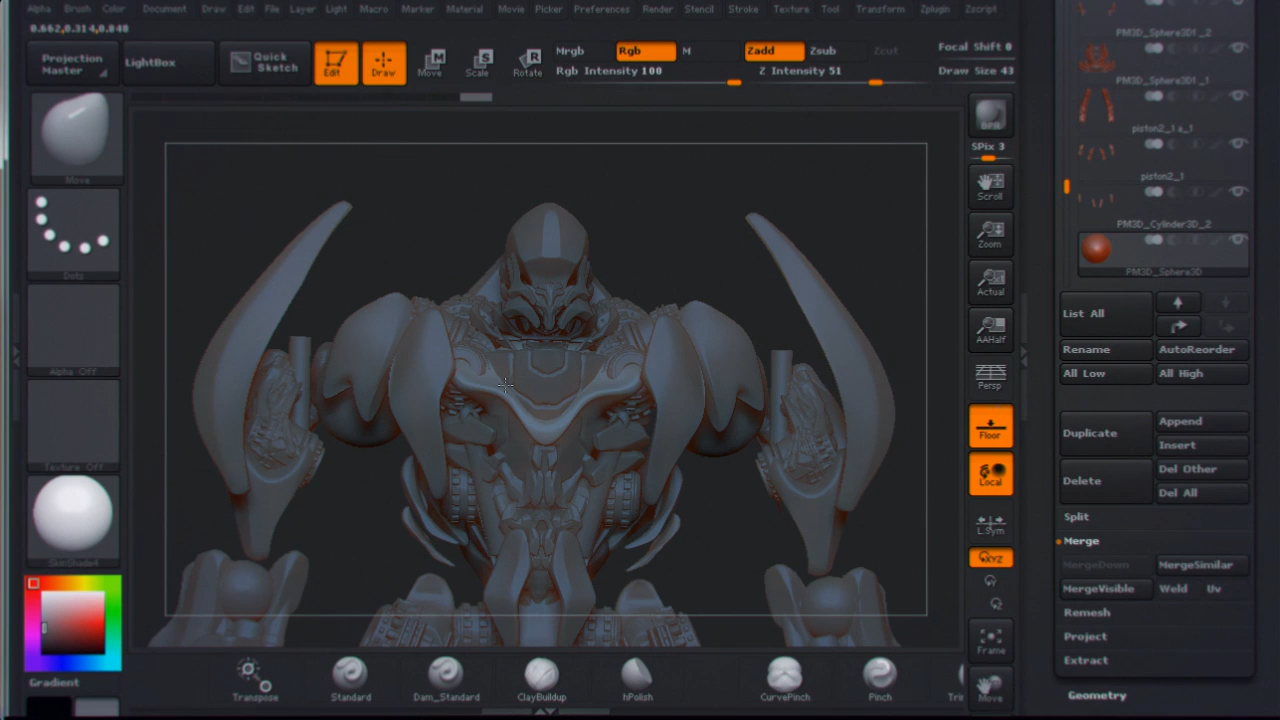 Alpha Brush Color Document Draw Edit File Layer Light Macro Marker Material Movie Picker Preferences Render Stencil Stroke Texture Tool Transform Zplugin Zscript
0.662,0.314,0.848
Projection Master
LightBox
Quick Sketch
Edit
Draw
Move
Scale
Rotate
Mrgb Rgb M
Rgb Intensity 100
Zadd Zsub Zcut
Z Intensity 51
Focal Shift 0
Draw Size 43
Move
Dots
Alpha Off
Texture Off
SkinShade4
Gradient
BPR
SPix 3
Scroll
Zoom
Actual
AAHalf
Persp
Floor
Local
L.Sym
XYZ
Frame
Move
Transpose
Standard
Dam_Standard
ClayBuildup
hPolish
CurvePinch
Pinch
PM3D_Sphere3D1_2
PM3D_Sphere3D1_1
piston2_1
PM3D_Cylinder3D_2
PM3D_Sphere3D
List All
Rename AutoReorder
All Low All High
Duplicate
Append
Insert
Delete
Del Other
Del All
Split
Merge
MergeDown MergeSimilar
MergeVisible Weld Uv
Remesh
Project
Extract
Geometry